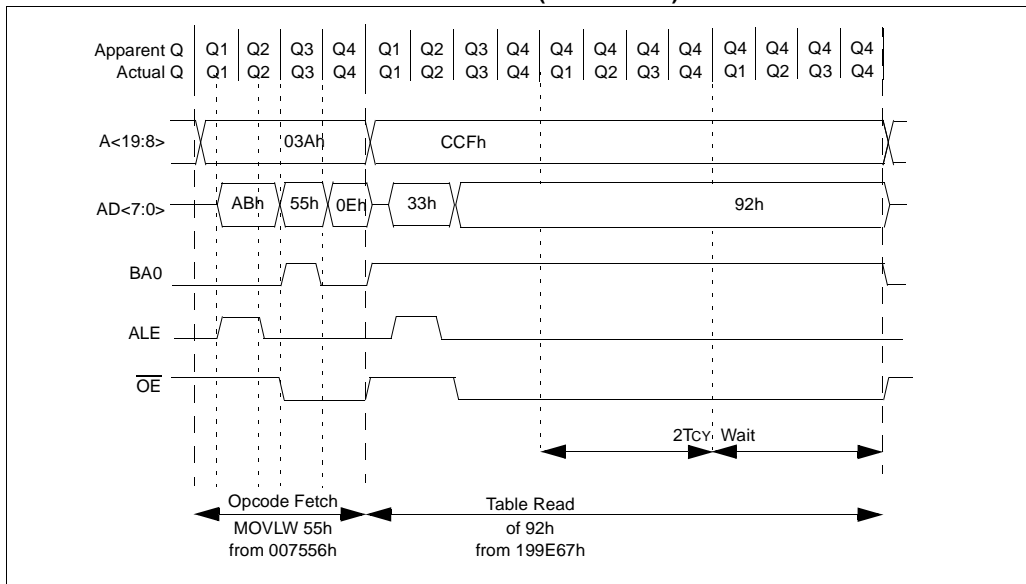 Apparent Q Q1 Q2 Q3 Q4 Q1 Q2 Q3 Q4 Q4 Q4 Q4 Q4 Q4 Q4 Q4 Q4
Actual Q Q1 Q2 Q3 Q4 Q1 Q2 Q3 Q4 Q1 Q2 Q3 Q4 Q1 Q2 Q3 Q4
A<19:8> 03Ah CCFh
AD<7:0> ABh 55h 0Eh 33h 92h
BA0
ALE
OE
2TCY Wait
Opcode Fetch
MOVLW 55h
from 007556h
Table Read
of 92h
from 199E67h